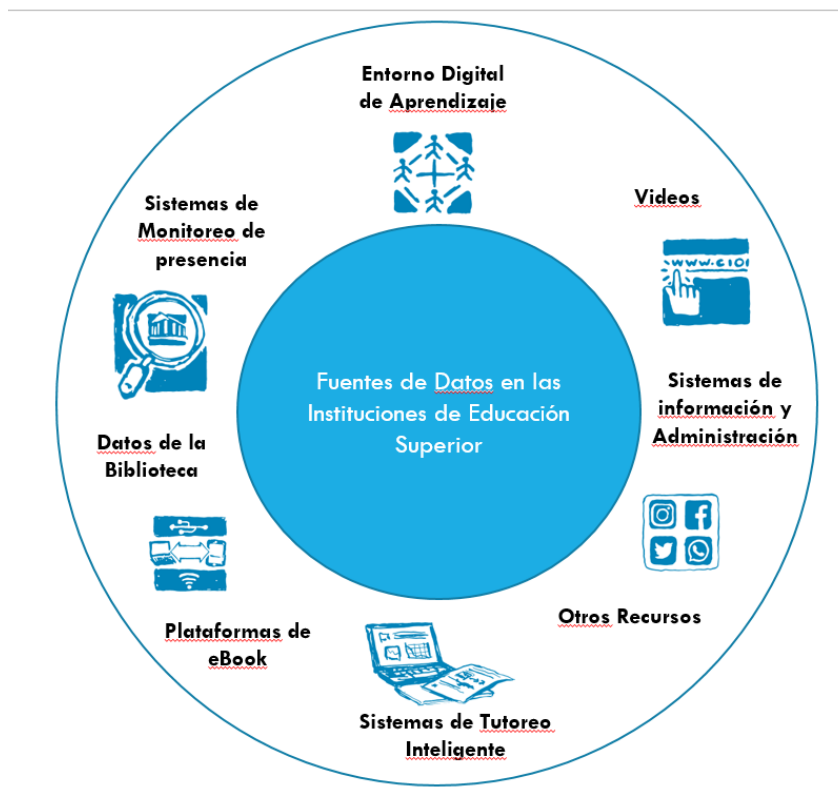 Entorno Digital
de Aprendizaje
Videos
www.c10
Sistemas de
información y
Administración
Otros Recursos
Sistemas de Tutoreo
Inteligente
Plataformas de
eBook
Datos de la
Biblioteca
Sistemas de
Monitoreo de
presencia
Fuentes de Datos en las
Instituciones de Educación
Superior